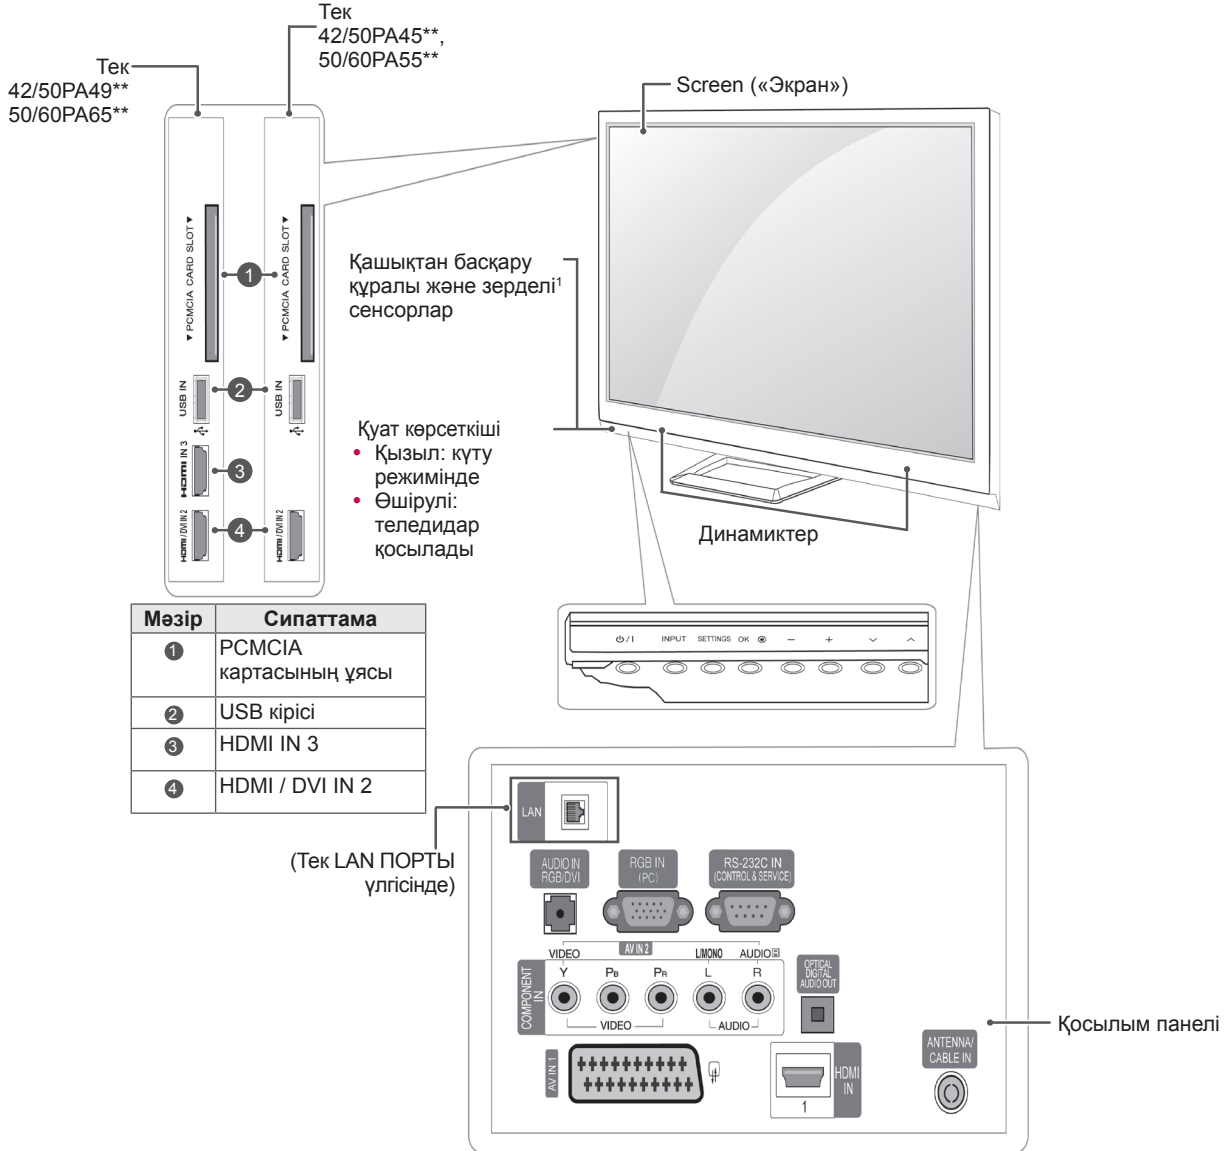 Тек
42/50PA45**,
50/60PA55**
Тек
42/50PA49**
50/60PA65**
Screen («Экран»)
▼ PCMCIA CARD SLOT ▼
▼ PCMCIA CARD SLOT ▼
1
USB IN
USB IN
2
HDMI IN 3
3
HDMI / DVI IN 2
HDMI / DVI IN 2
4
Қашықтан басқару
құралы және зерделі1
сенсорлар
Қуат көрсеткіші
• Қызыл: күту
режимінде
• Өшірулі:
теледидар
қосылады
Динамиктер
Мәзір Сипаттама
1 PCMCIA
картасының ұясы
2 USB кірісі
3 HDMI IN 3
4 HDMI / DVI IN 2
⏻ / I INPUT SETTINGS OK ◉ − + ﹀ ︿
LAN
(Тек LAN ПОРТЫ
үлгісінде)
AUDIO IN
RGB/DVI
RGB IN
(PC)
RS-232C IN
(CONTROL & SERVICE)
AV IN 2
VIDEO L/MONO AUDIO R
COMPONENT
IN
Y PB PR L R
VIDEO AUDIO
OPTICAL
DIGITAL
AUDIO OUT
AV IN 1
HDMI
IN
1
ANTENNA/
CABLE IN
Қосылым панелі